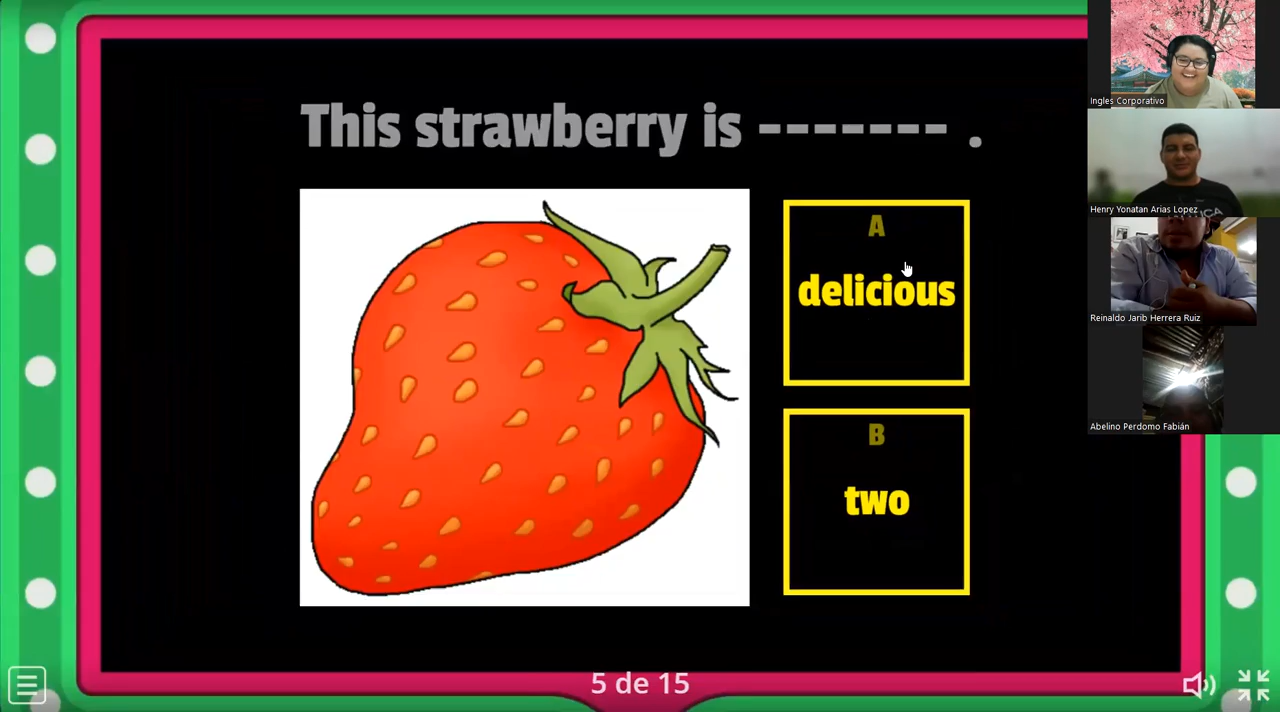 This strawberry is ------- .
A
delicious
B
two
5 de 15
Ingles Corporativo
Henry Yonatan Arias Lopez
Reinaldo Jarib Herrera Ruiz
Abelino Perdomo Fabián